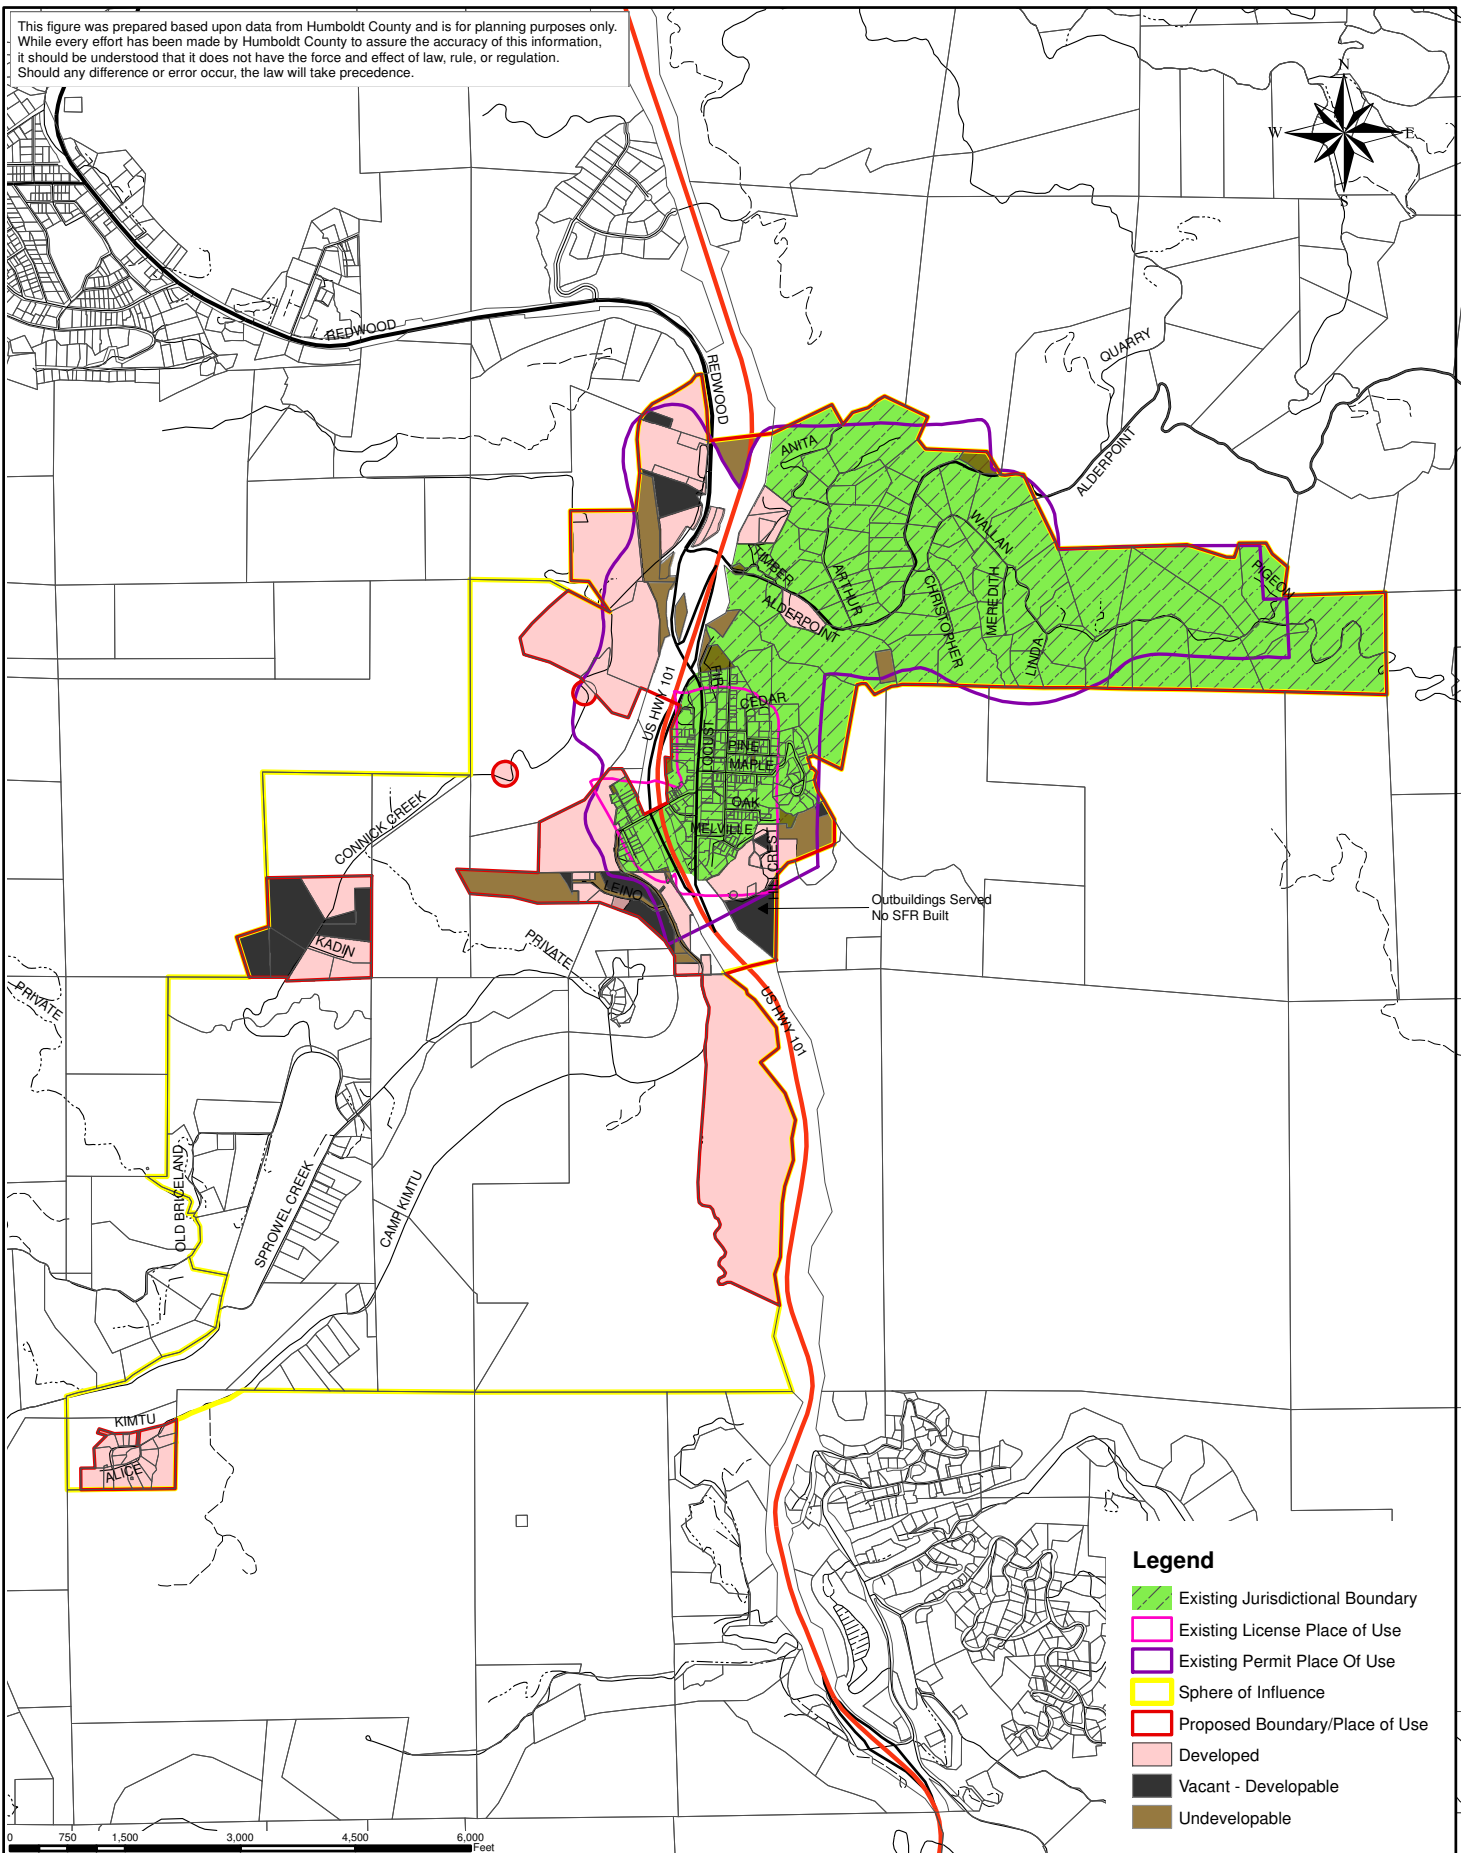 This figure was prepared based upon data from Humboldt County and is for planning purposes only.
While every effort has been made by Humboldt County to assure the accuracy of this information,
it should be understood that it does not have the force and effect of law, rule, or regulation.
Should any difference or error occur, the law will take precedence.
N
W
E
S
REDWOOD
REDWOOD
QUARRY
ALDERPOINT
ANITA
WALLAN
TIMBER
ARTHUR
CHRISTOPHER
MEREDITH
PIGEON
ALDERPOINT
LINDA
FIR
US HWY 101
CEDAR
LOCUST
PINE
MAPLE
OAK
MELVILLE
CONNICK CREEK
HILLCREST
LEINO
Outbuildings Served
No SFR Built
KADIN
PRIVATE
PRIVATE
US HWY 101
OLD BRICELAND
SPROWEL CREEK
CAMP KIMTU
KIMTU
ALICE
Legend
Existing Jurisdictional Boundary
Existing License Place of Use
Existing Permit Place Of Use
Sphere of Influence
Proposed Boundary/Place of Use
Developed
Vacant - Developable
Undevelopable
0 750 1,500 3,000 4,500 6,000
Feet